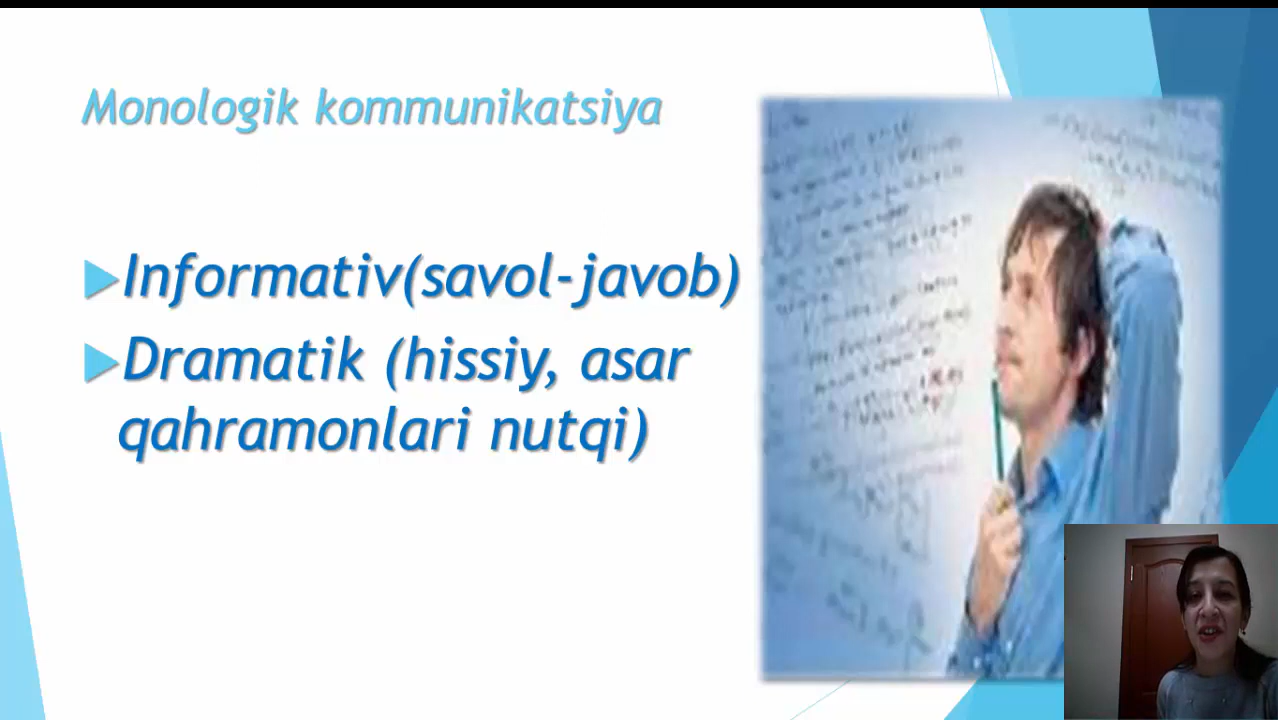 Monologik kommunikatsiya
Informativ(savol-javob)
Dramatik (hissiy, asar
qahramonlari nutqi)